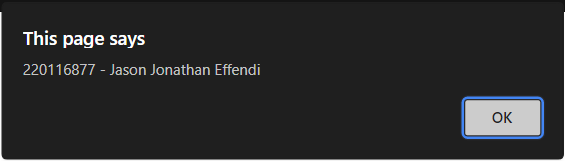 This page says
220116877 - Jason Jonathan Effendi
OK